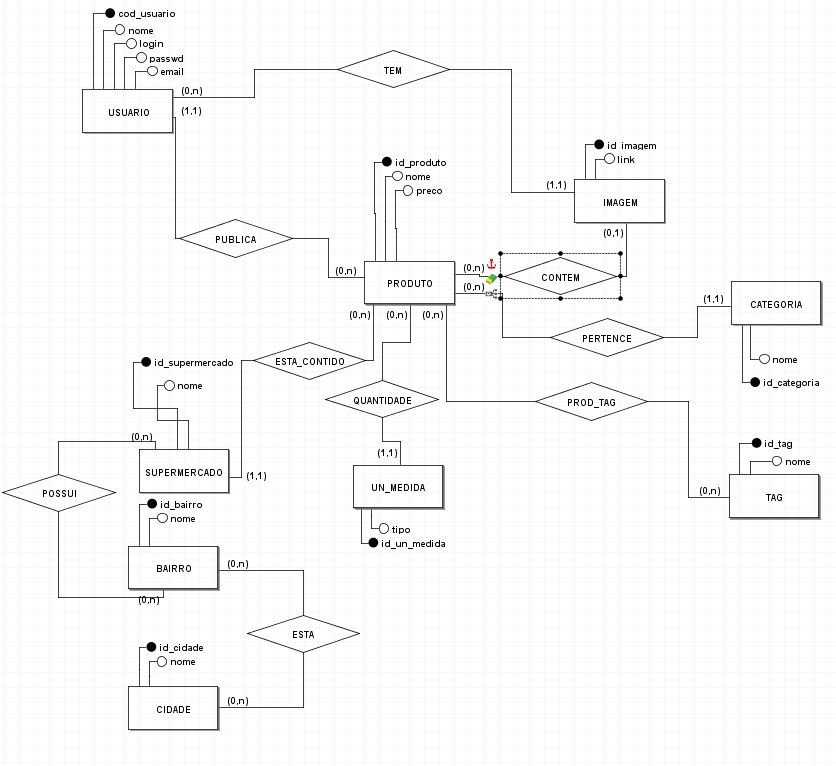 cod_usuario
nome
login
passwd
email
USUARIO
(0,n)
(1,1)
TEM
id_imagem
link
(1,1)
IMAGEM
(0,1)
id_produto
nome
preco
PUBLICA
(0,n)
PRODUTO
(0,n)
(0,n)
CONTEM
(1,1)
CATEGORIA
nome
id_categoria
PERTENCE
(0,n)
(0,n)
(0,n)
ESTA_CONTIDO
id_supermercado
nome
QUANTIDADE
PROD_TAG
(0,n)
SUPERMERCADO
(1,1)
(1,1)
UN_MEDIDA
tipo
id_un_medida
id_tag
nome
(0,n)
TAG
POSSUI
id_bairro
nome
BAIRRO
(0,n)
(0,n)
ESTA
id_cidade
nome
CIDADE
(0,n)